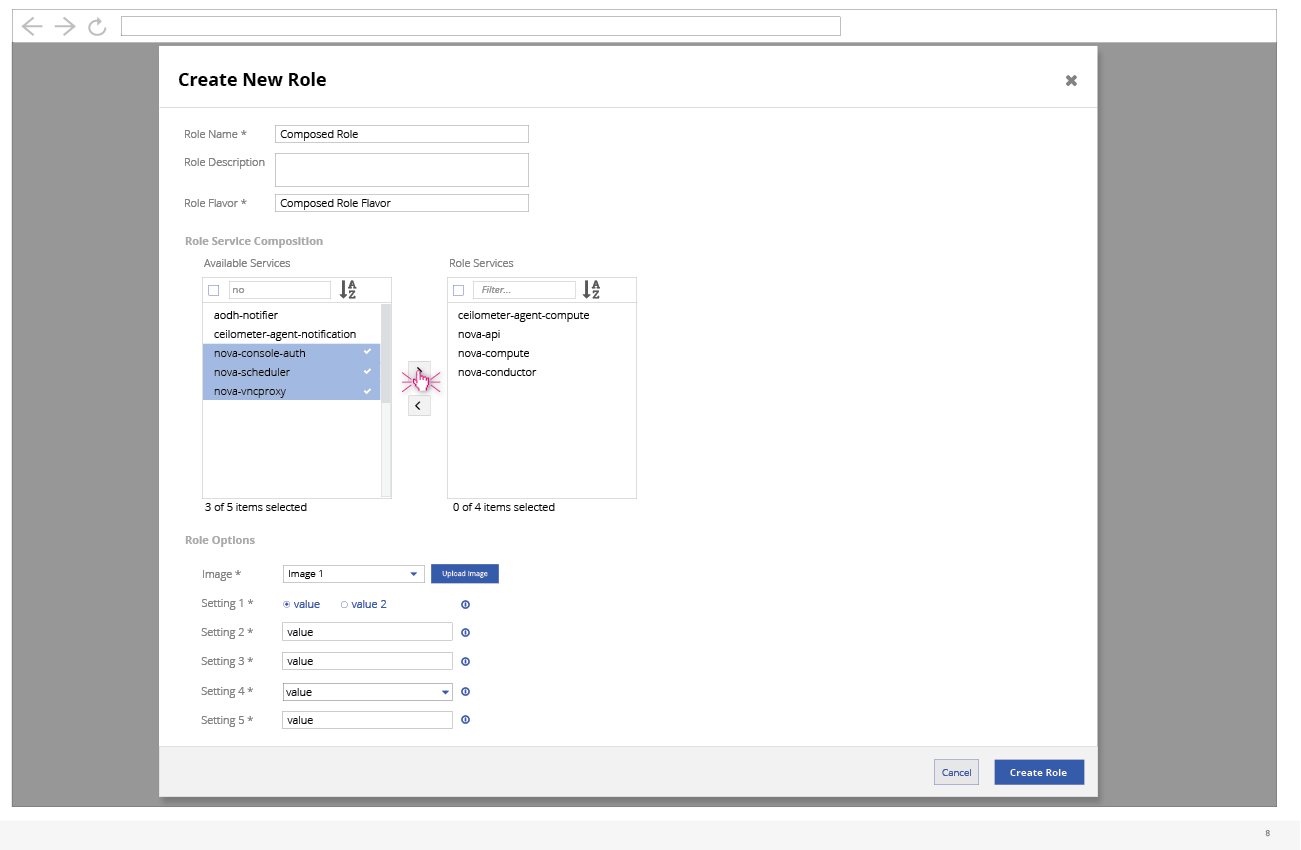 Create New Role
Role Name *
Composed Role
Role Description
Role Flavor *
Composed Role Flavor
Role Service Composition
Available Services
Role Services
no
A
Z
Filter...
A
Z
aodh-notifier
ceilometer-agent-notification
nova-console-auth
nova-scheduler
nova-vncproxy
ceilometer-agent-compute
nova-api
nova-compute
nova-conductor
3 of 5 items selected
0 of 4 items selected
Role Options
Image *
Image 1
Upload Image
Setting 1 *
value
value 2
Setting 2 *
value
Setting 3 *
value
Setting 4 *
value
Setting 5 *
value
Cancel
Create Role
8